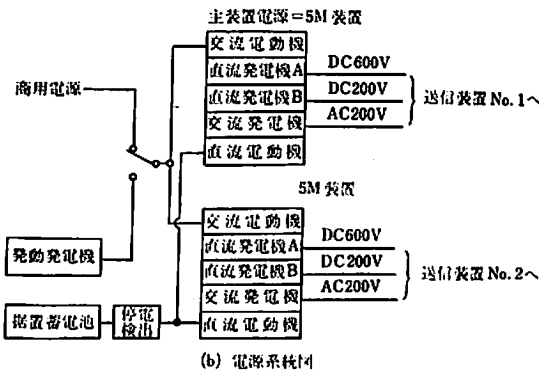 主装置電源＝5M 装置
交流電動機
直流発電機A
DC600V
商用電源
直流発電機B
DC200V
送信装置 No.1へ
交流発電機
AC200V
直流電動機
5M 装置
交流電動機
直流発電機A
DC600V
発動発電機
直流発電機B
DC200V
送信装置 No.2へ
交流発電機
AC200V
据置蓄電池
停電
検出
直流電動機
(b) 電源系統図